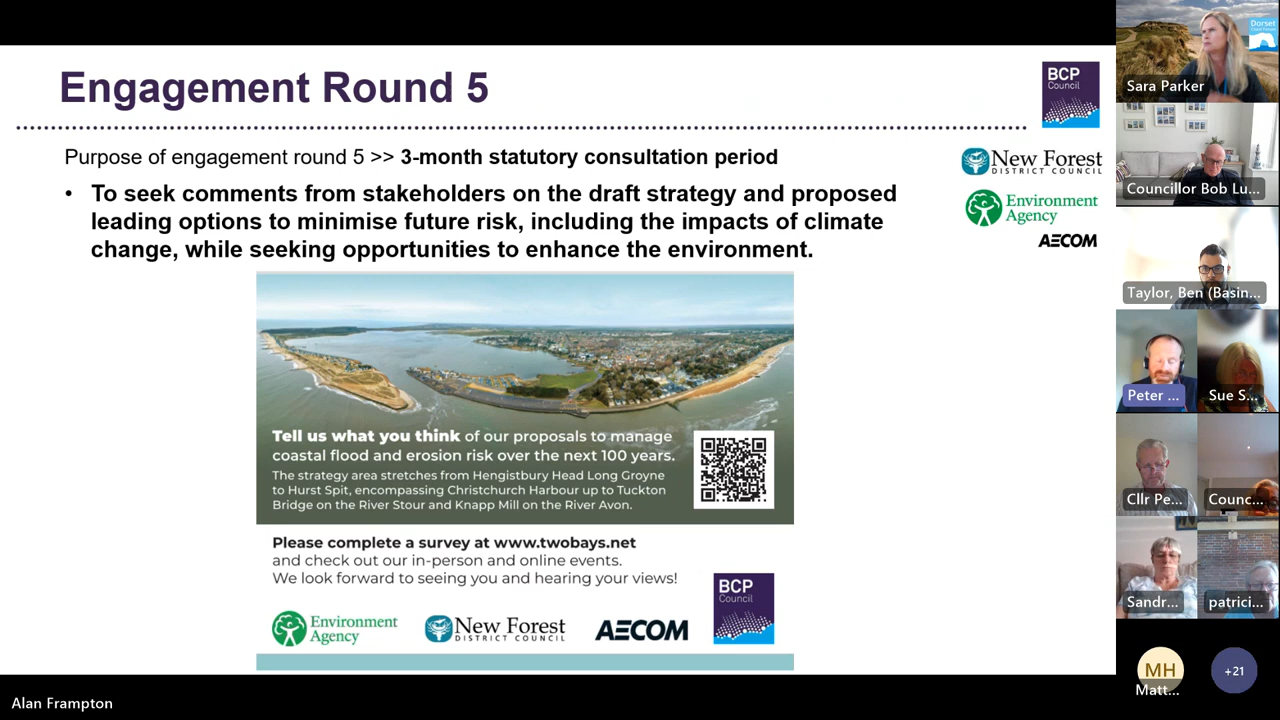 Engagement Round 5
BCP
Council
Purpose of engagement round 5 >> 3-month statutory consultation period
• To seek comments from stakeholders on the draft strategy and proposed
leading options to minimise future risk, including the impacts of climate
change, while seeking opportunities to enhance the environment.
New Forest
DISTRICT COUNCIL
Environment
Agency
AECOM
Tell us what you think of our proposals to manage
coastal flood and erosion risk over the next 100 years.
The strategy area stretches from Hengistbury Head Long Groyne
to Hurst Spit, encompassing Christchurch Harbour up to Tuckton
Bridge on the River Stour and Knapp Mill on the River Avon.
Please complete a survey at www.twobays.net
and check out our in-person and online events.
We look forward to seeing you and hearing your views!
Environment
Agency
New Forest
DISTRICT COUNCIL
AECOM
BCP
Council
Alan Frampton
Dorset
Sara Parker
Councillor Bob Lu...
Taylor, Ben (Basin...
Peter ...
Sue S...
Cllr Pe...
Counc...
Sandr...
patrici...
MH
Matt...
+21